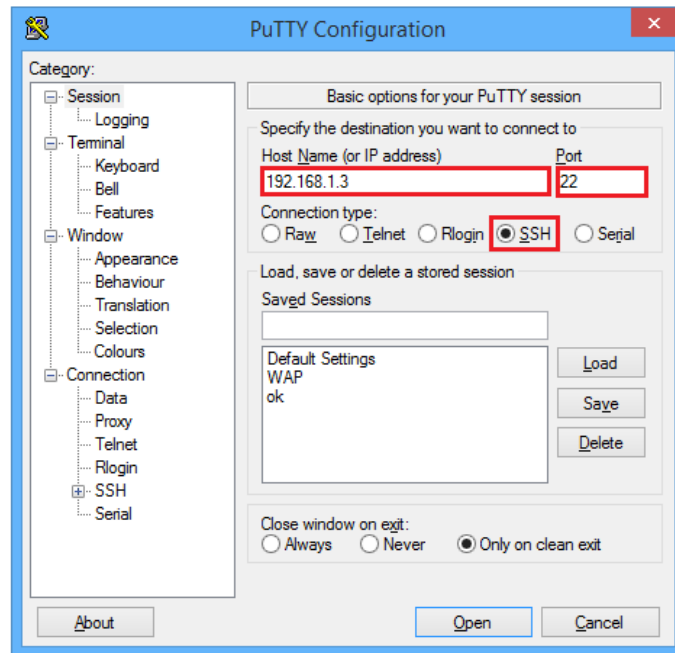 PuTTY Configuration
Category:
Session
Logging
Terminal
Keyboard
Bell
Features
Window
Appearance
Behaviour
Translation
Selection
Colours
Connection
Data
Proxy
Telnet
Rlogin
SSH
Serial
Basic options for your PuTTY session
Specify the destination you want to connect to
Host Name (or IP address) Port
192.168.1.3 22
Connection type:
Raw Telnet Rlogin SSH Serial
Load, save or delete a stored session
Saved Sessions
Default Settings
WAP
ok
Load
Save
Delete
Close window on exit:
Always Never Only on clean exit
About Open Cancel